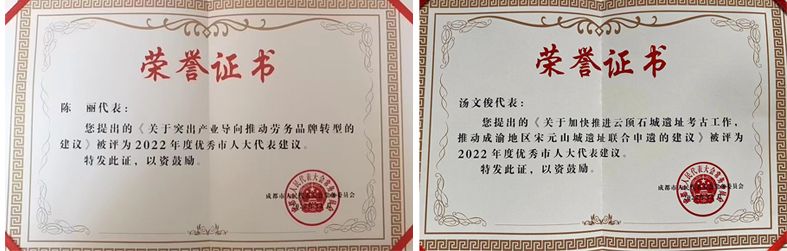 荣誉证书
陈 丽代表：
您提出的《关于突出产业导向推动劳务品牌转型的
建议》被评为2022年度优秀市人大代表建议。
特发此证，以资鼓励。
荣誉证书
汤文俊代表：
您提出的《关于加快推进云顶石城遗址考古工作，
推动成渝地区宋元山城遗址联合申遗的建议》被评为
2022年度优秀市人大代表建议。
特发此证，以资鼓励。